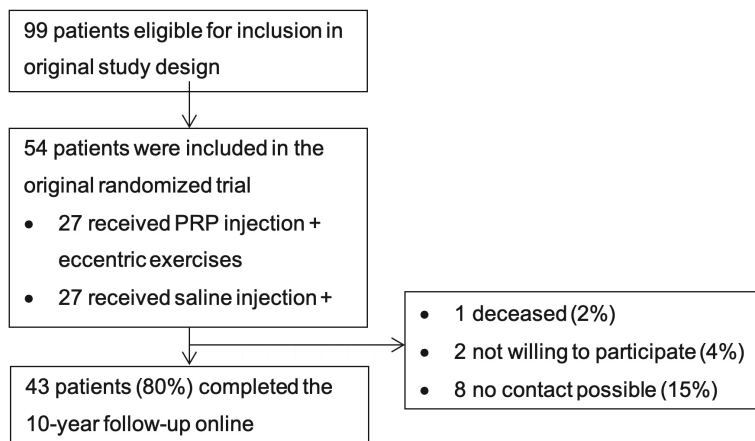 99 patients eligible for inclusion in
original study design
54 patients were included in the
original randomized trial
• 27 received PRP injection +
eccentric exercises
• 27 received saline injection +
• 1 deceased (2%)
• 2 not willing to participate (4%)
• 8 no contact possible (15%)
43 patients (80%) completed the
10-year follow-up online